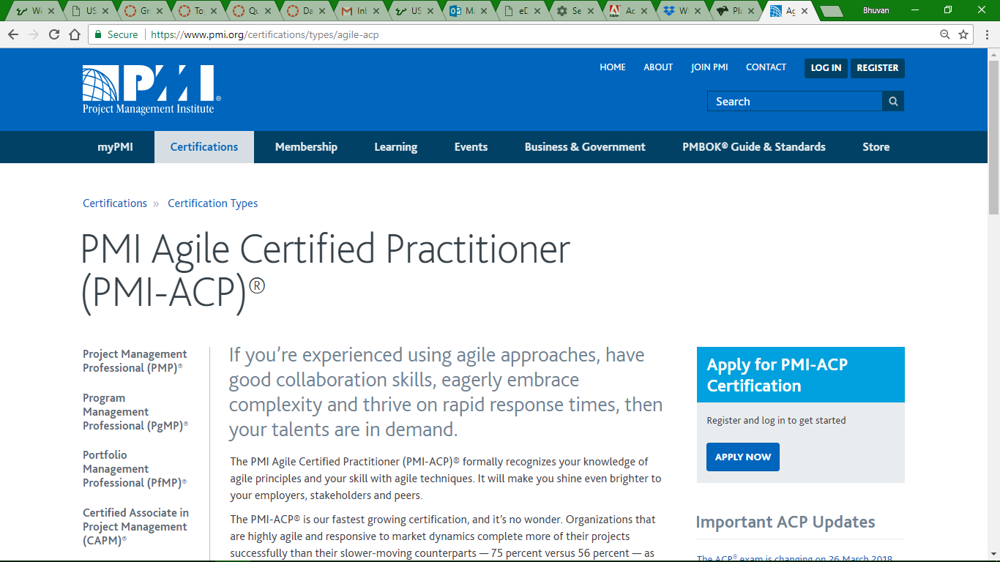 We
US
Gr
To
Qu
Da
Inb
US
Ma
eD
Se
Ac
W
Pla
Ag
Bhuvan
Secure
https://www.pmi.org/certifications/types/agile-acp
HOME ABOUT JOIN PMI CONTACT LOG IN REGISTER
PMI®
Project Management Institute
Search
myPMI Certifications Membership Learning Events Business & Government PMBOK® Guide & Standards Store
Certifications » Certification Types
PMI Agile Certified Practitioner
(PMI-ACP)®
Project Management
Professional (PMP)®
Program
Management
Professional (PgMP)®
Portfolio
Management
Professional (PfMP)®
Certified Associate in
Project Management
(CAPM)®
If you’re experienced using agile approaches, have
good collaboration skills, eagerly embrace
complexity and thrive on rapid response times, then
your talents are in demand.
The PMI Agile Certified Practitioner (PMI-ACP)® formally recognizes your knowledge of
agile principles and your skill with agile techniques. It will make you shine even brighter to
your employers, stakeholders and peers.
The PMI-ACP® is our fastest growing certification, and it’s no wonder. Organizations that
are highly agile and responsive to market dynamics complete more of their projects
successfully than their slower-moving counterparts — 75 percent versus 56 percent — as
Apply for PMI-ACP
Certification
Register and log in to get started
APPLY NOW
Important ACP Updates
The ACP® exam is changing on 26 March 2018